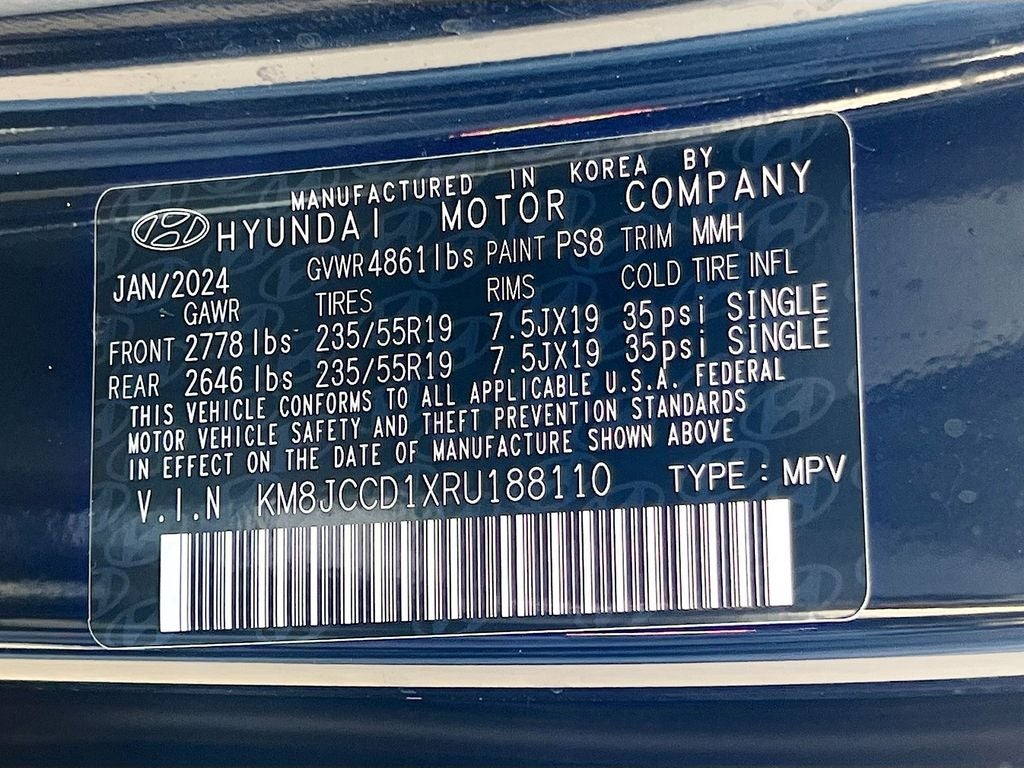 MANUFACTURED IN KOREA BY
HYUNDAI MOTOR COMPANY
JAN/2024 GVWR 4861lbs PAINT PS8 TRIM MMH
GAWR TIRES RIMS COLD TIRE INFL
FRONT 2778 lbs 235/55R19 7.5JX19 35psi SINGLE
REAR 2646 lbs 235/55R19 7.5JX19 35psi SINGLE
THIS VEHICLE CONFORMS TO ALL APPLICABLE U.S.A. FEDERAL
MOTOR VEHICLE SAFETY AND THEFT PREVENTION STANDARDS
IN EFFECT ON THE DATE OF MANUFACTURE SHOWN ABOVE
V.I.N KM8JCCD1XRU188110 TYPE : MPV